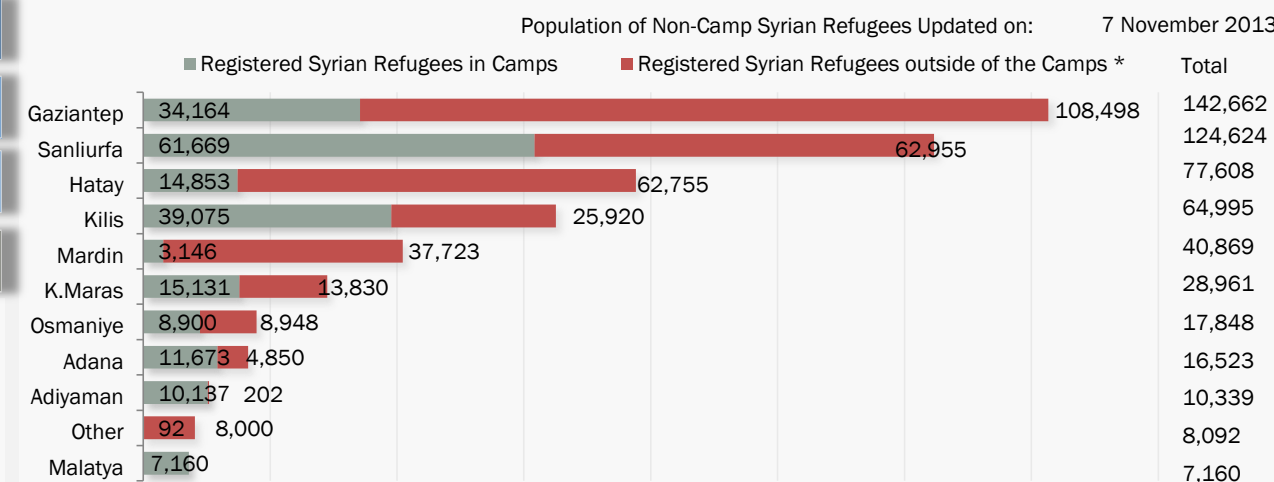 Population of Non-Camp Syrian Refugees Updated on: 7 November 2013
Registered Syrian Refugees in Camps Registered Syrian Refugees outside of the Camps * Total
Gaziantep 34,164 108,498 142,662
Sanliurfa 61,669 62,955 124,624
Hatay 14,853 62,755 77,608
Kilis 39,075 25,920 64,995
Mardin 3,146 37,723 40,869
K.Maras 15,131 13,830 28,961
Osmaniye 8,900 8,948 17,848
Adana 11,673 4,850 16,523
Adiyaman 10,137 202 10,339
Other 92 8,000 8,092
Malatya 7,160 7,160